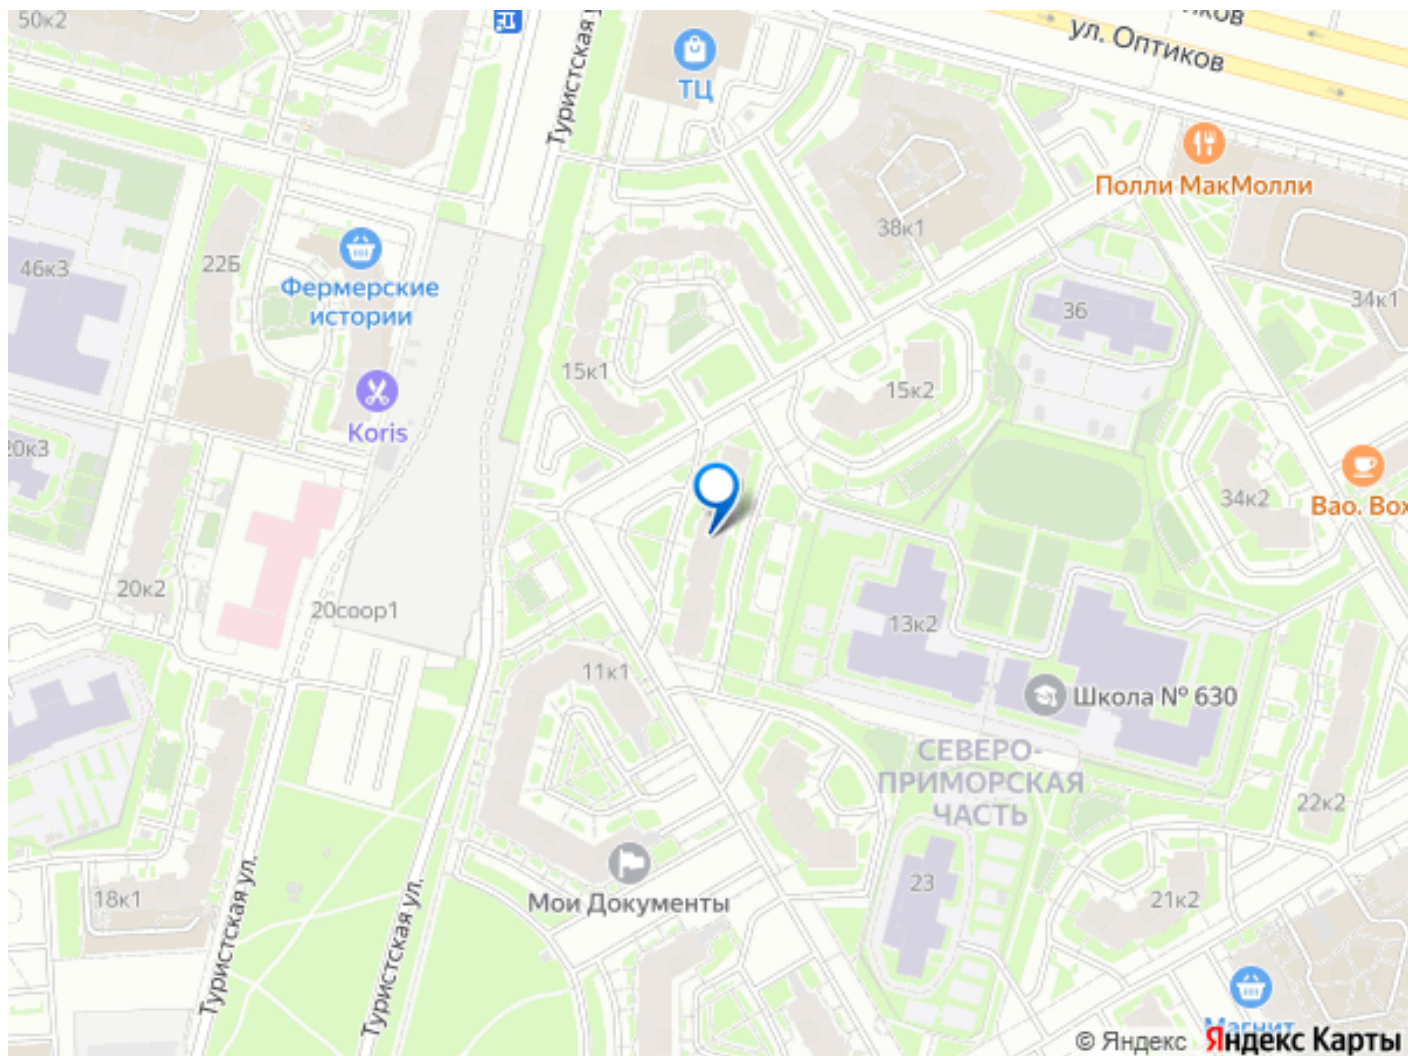 50к2
Туристская у
ТЦ
ул. Оптиков
иков
Полли МакМолли
38к1
46к3
22Б
Фермерские
истории
36
34к1
15к1
15к2
Koris
20к3
34к2
Bao. Box
20к2
20соор1
13к2
11к1
Школа № 630
СЕВЕРО-
ПРИМОРСКАЯ
ЧАСТЬ
22к2
18к1
Туристская ул.
Туристская ул.
Мои Документы
23
21к2
Магнит
© Яндекс Яндекс Карты